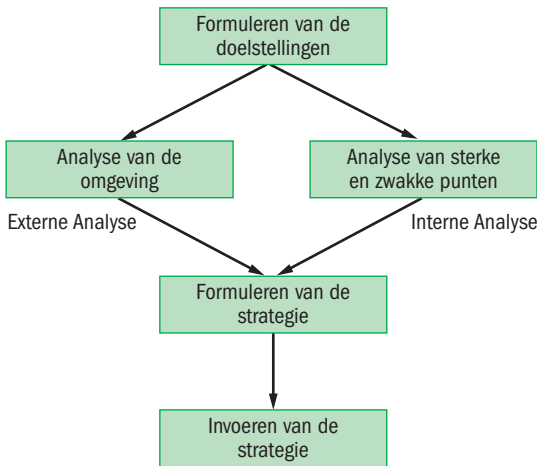 Formuleren van de
doelstellingen
Analyse van de
omgeving
Analyse van sterke
en zwakke punten
Externe Analyse
Interne Analyse
Formuleren van de
strategie
Invoeren van de
strategie